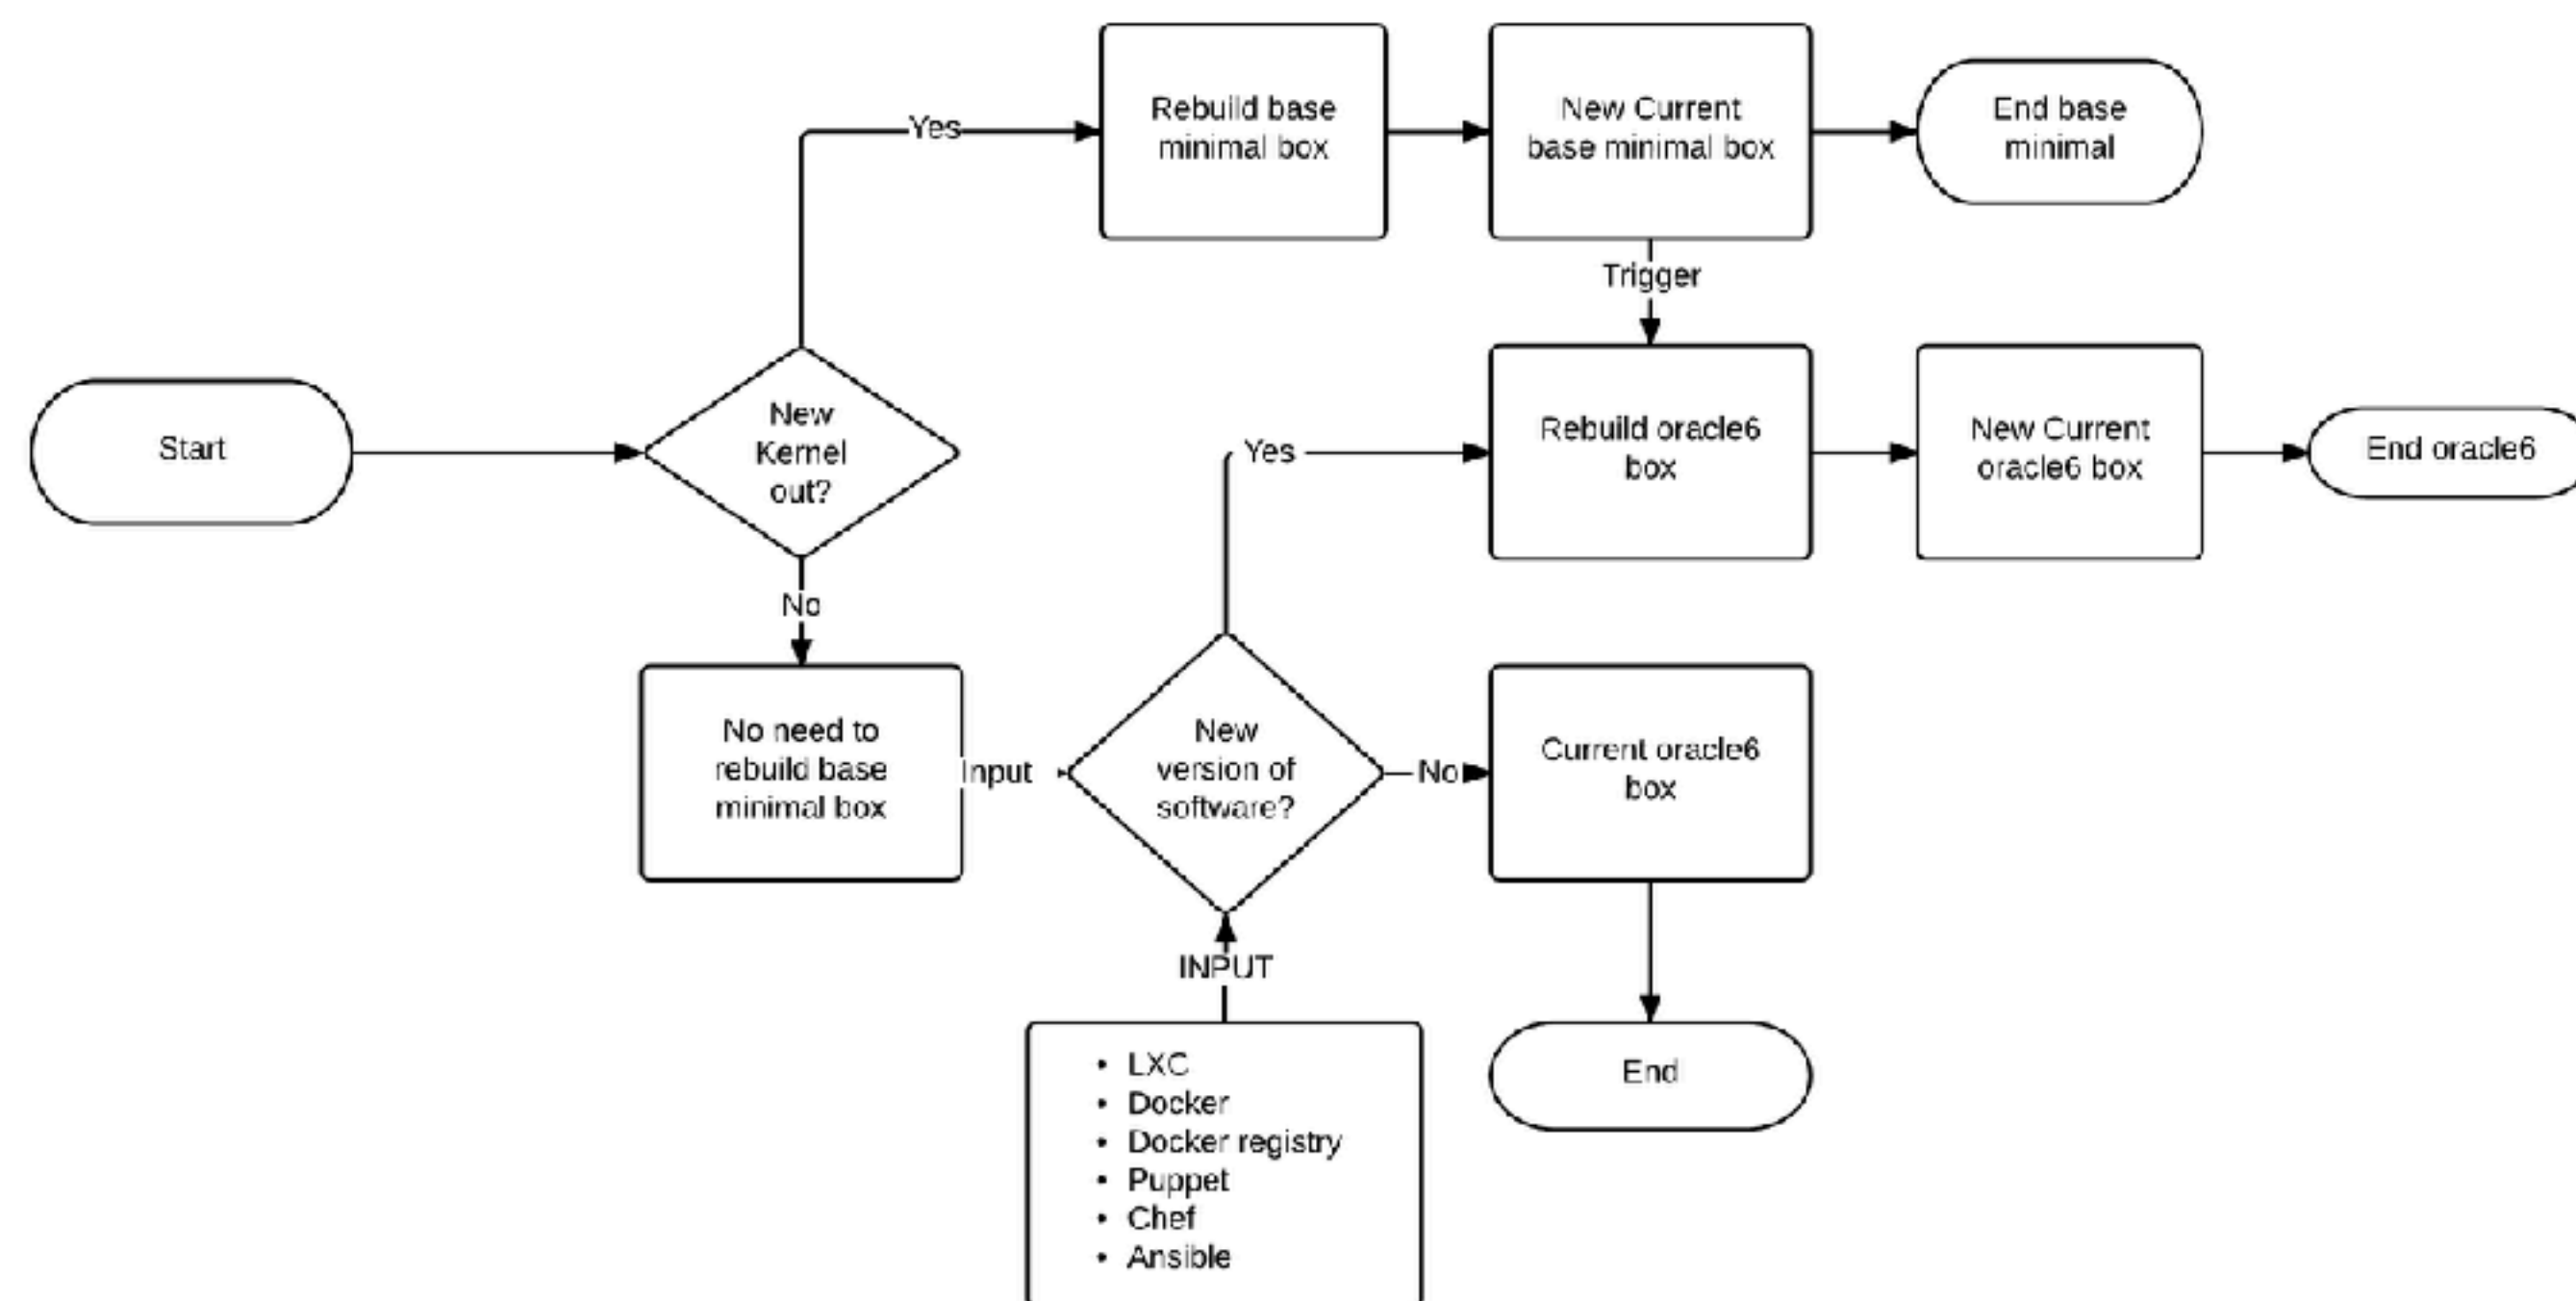 Rebuild base
minimal box
New Current
base minimal box
End base
minimal
Yes
Trigger
Start
New
Kernel
out?
Yes
Rebuild oracle6
box
New Current
oracle6 box
End oracle6
No
No need to
rebuild base
minimal box
Input
New
version of
software?
No
Current oracle6
box
INPUT
• LXC
• Docker
• Docker registry
• Puppet
• Chef
• Ansible
End